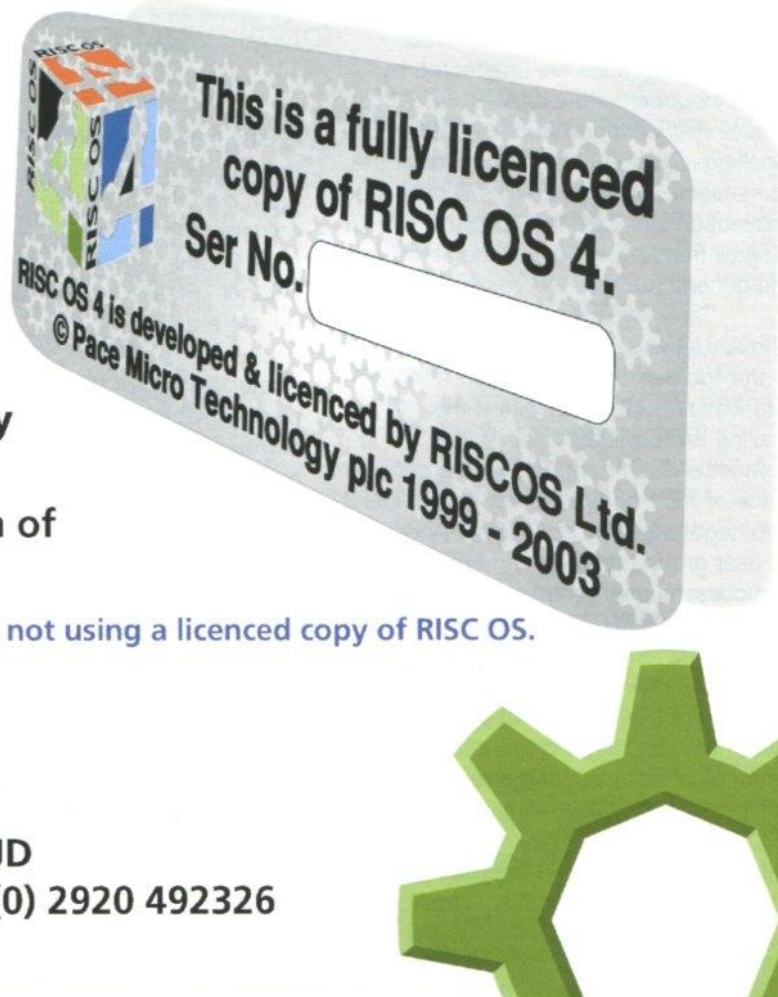 RISC OS
RISC OS
RISC OS
This is a fully licenced
copy of RISC OS 4.
Ser No.
RISC OS 4 is developed & licenced by RISCOS Ltd.
© Pace Micro Technology plc 1999 - 2003
y
n of
not using a licenced copy of RISC OS.
JD
(0) 2920 492326